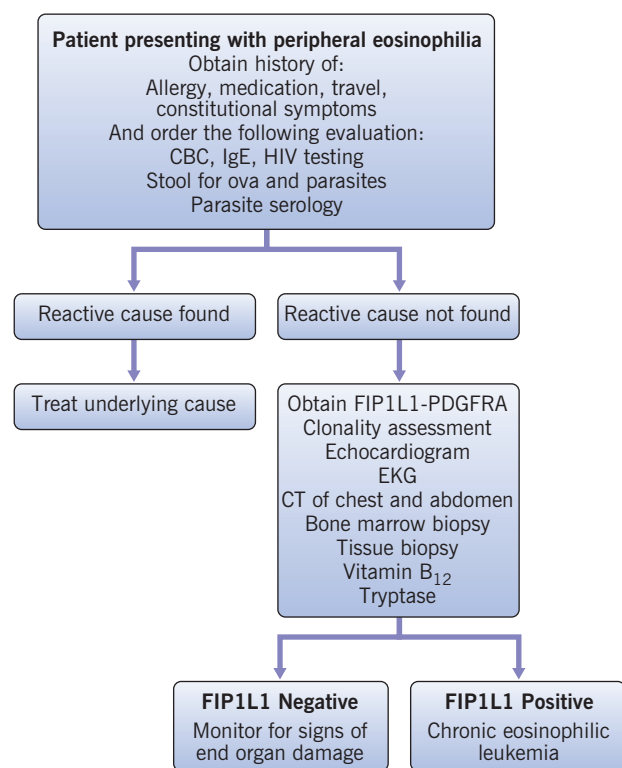 Patient presenting with peripheral eosinophilia
Obtain history of:
Allergy, medication, travel,
constitutional symptoms
And order the following evaluation:
CBC, IgE, HIV testing
Stool for ova and parasites
Parasite serology
Reactive cause found
Reactive cause not found
Treat underlying cause
Obtain FIP1L1-PDGFRA
Clonality assessment
Echocardiogram
EKG
CT of chest and abdomen
Bone marrow biopsy
Tissue biopsy
Vitamin B₁₂
Tryptase
FIP1L1 Negative
Monitor for signs of
end organ damage
FIP1L1 Positive
Chronic eosinophilic
leukemia